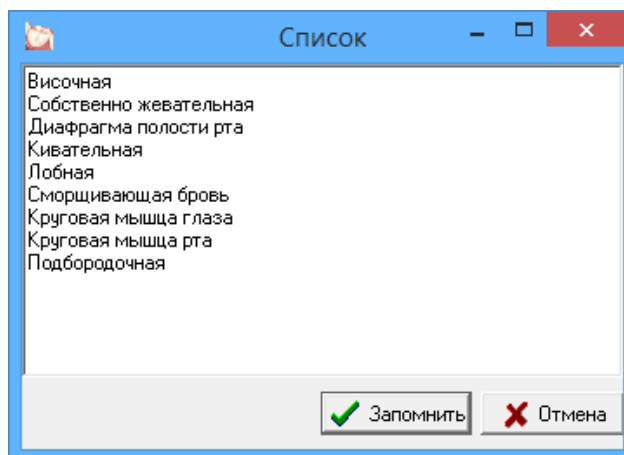 Список
Височная
Собственно жевательная
Диафрагма полости рта
Кивательная
Лобная
Сморщивающая бровь
Круговая мышца глаза
Круговая мышца рта
Подбородочная
Запомнить
Отмена